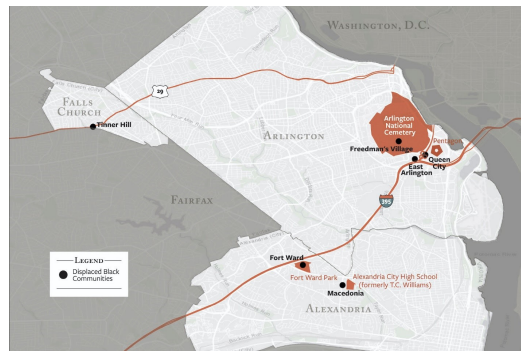 WASHINGTON, D.C.
29
FALLS
CHURCH
Tinner Hill
ARLINGTON
Arlington
National
Cemetery
Freedman's Village
Pentagon
Queen
City
East
Arlington
FAIRFAX
395
LEGEND
Displaced Black
Communities
Fort Ward
Fort Ward Park
Alexandria City High School
(formerly T.C. Williams)
Macedonia
ALEXANDRIA